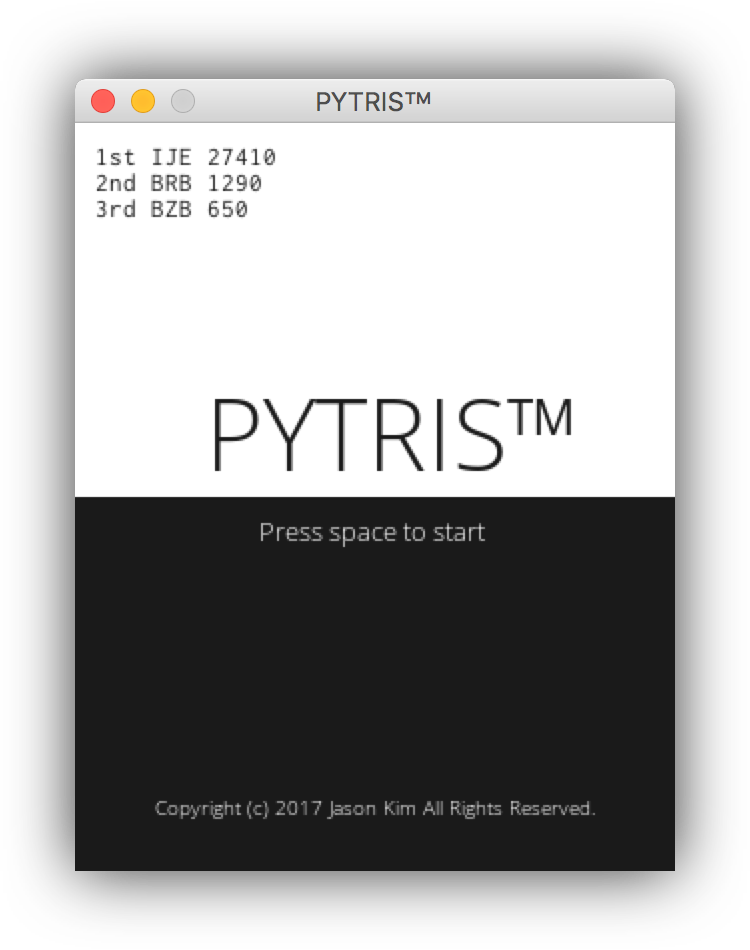 PYTRIS™
1st IJE 27410
2nd BRB 1290
3rd BZB 650
PYTRIS™
Press space to start
Copyright (c) 2017 Jason Kim All Rights Reserved.